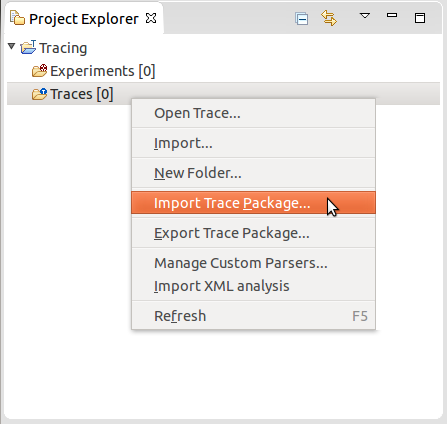 Project Explorer
Tracing
Experiments [0]
Traces [0]
Open Trace...
Import...
New Folder...
Import Trace Package...
Export Trace Package...
Manage Custom Parsers...
Import XML analysis
Refresh F5